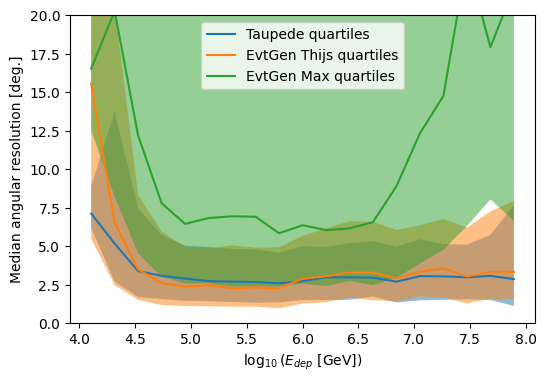 20.0
17.5
15.0
12.5
10.0
7.5
5.0
2.5
0.0
Median angular resolution [deg.]
Taupede quartiles
EvtGen Thijs quartiles
EvtGen Max quartiles
4.0 4.5 5.0 5.5 6.0 6.5 7.0 7.5 8.0
log₁₀(E_dep [GeV])